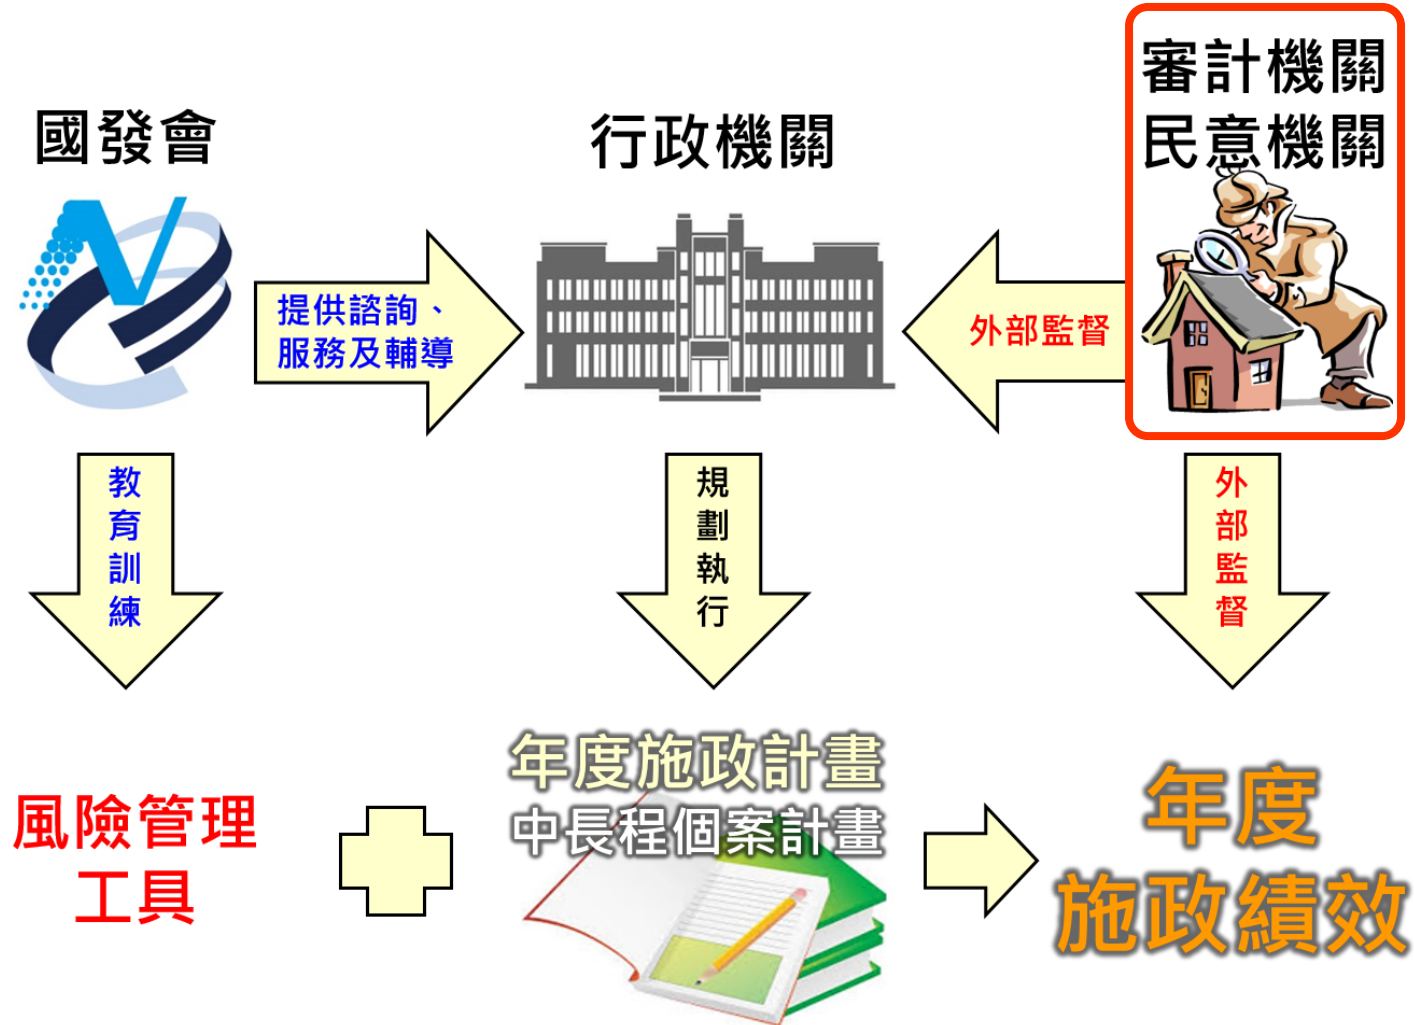 國發會
行政機關
審計機關
民意機關
提供諮詢、
服務及輔導
外部監督
教育訓練
規劃執行
外部監督
風險管理
工具
年度施政計畫
中長程個案計畫
年度
施政績效